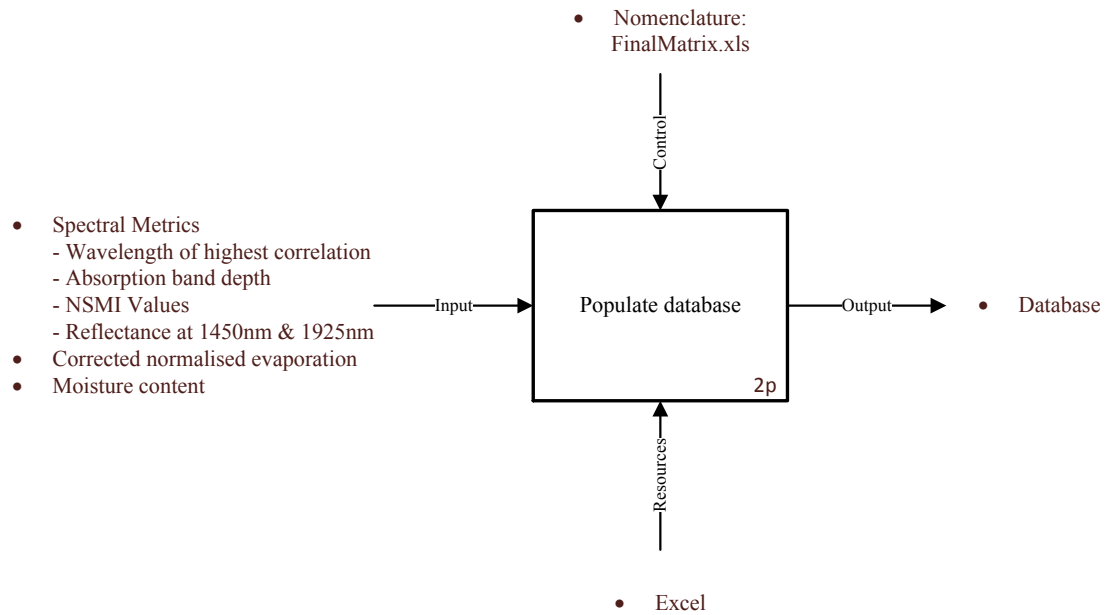 • Nomenclature:
FinalMatrix.xls
Control
• Spectral Metrics
- Wavelength of highest correlation
- Absorption band depth
- NSMI Values
- Reflectance at 1450nm & 1925nm
• Corrected normalised evaporation
• Moisture content
Input
Populate database
2p
Output
• Database
Resources
• Excel